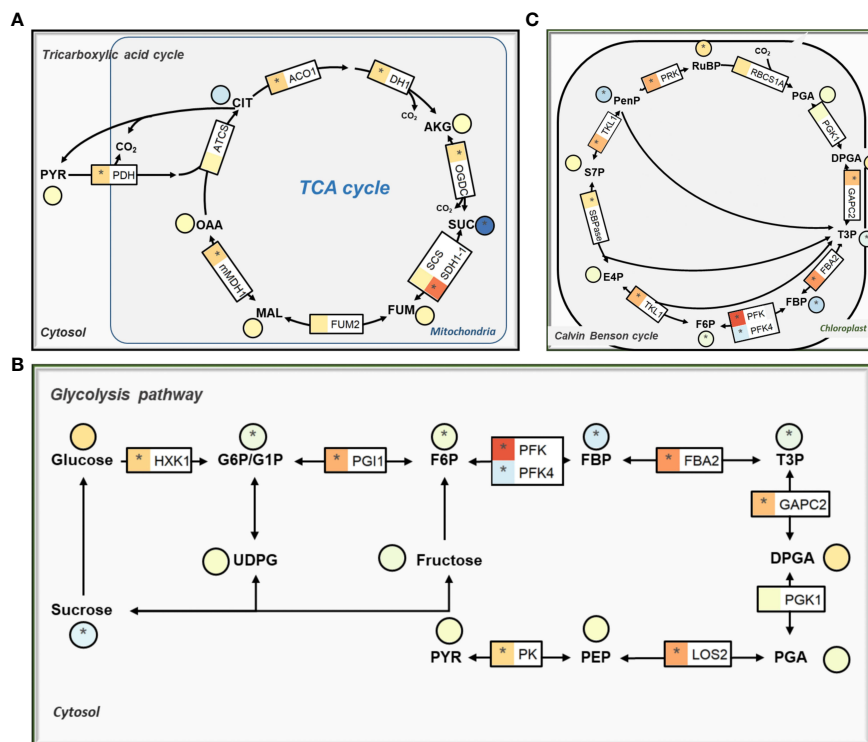 A
Tricarboxylic acid cycle
* ACO1
* DH1
CO2
CIT
AKG
ATCS
CO2
PYR
* PDH
* OGDC
TCA cycle
CO2
OAA
SUC *
* mMDH1
SCS
* SDH1-1
MAL
FUM2
FUM
Cytosol
Mitochondria
C
*
RuBP
CO2
* PRK
* RBCS1A
* PenP
PGA
* TKL1
PGK1
DPGA
S7P
* GAPC2
* SBPase
T3P
*
E4P
* FBA2
* TKL1
FBP *
F6P
* PFK
* PFK4
*
Calvin Benson cycle
Chloroplast
B
Glycolysis pathway
* * * *
Glucose * HXK1 G6P/G1P * PGI1 F6P * PFK FBP * FBA2 T3P
* PFK4
* GAPC2
UDPG Fructose DPGA
PGK1
Sucrose
*
PYR * PK PEP * LOS2 PGA
Cytosol